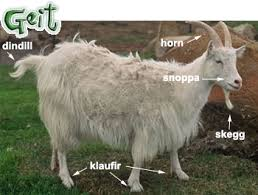 Geit
dindill
horn
snoppa
skegg
klaufir